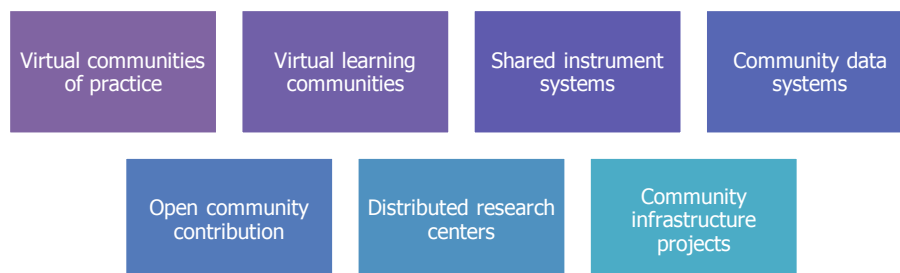 Virtual communities
of practice
Virtual learning
communities
Shared instrument
systems
Community data
systems
Open community
contribution
Distributed research
centers
Community
infrastructure
projects